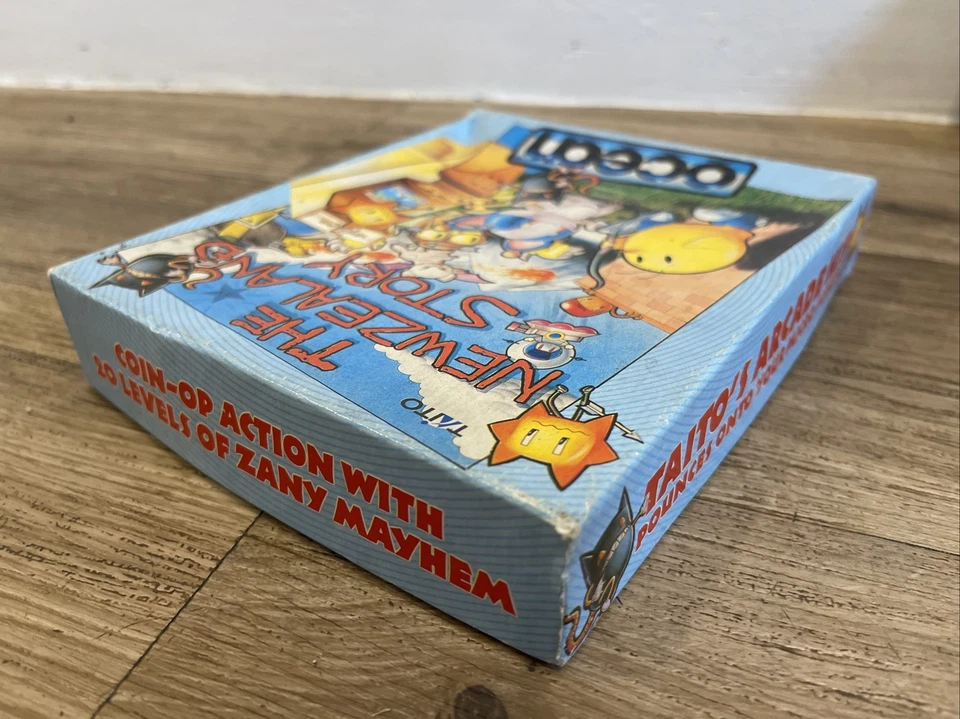 ocean
THE
NEWZEALAND
STORY
TAITO
COIN-OP ACTION WITH
20 LEVELS OF ZANY MAYHEM
TAITO'S ARCADE
POUNCES ONTO YOUR